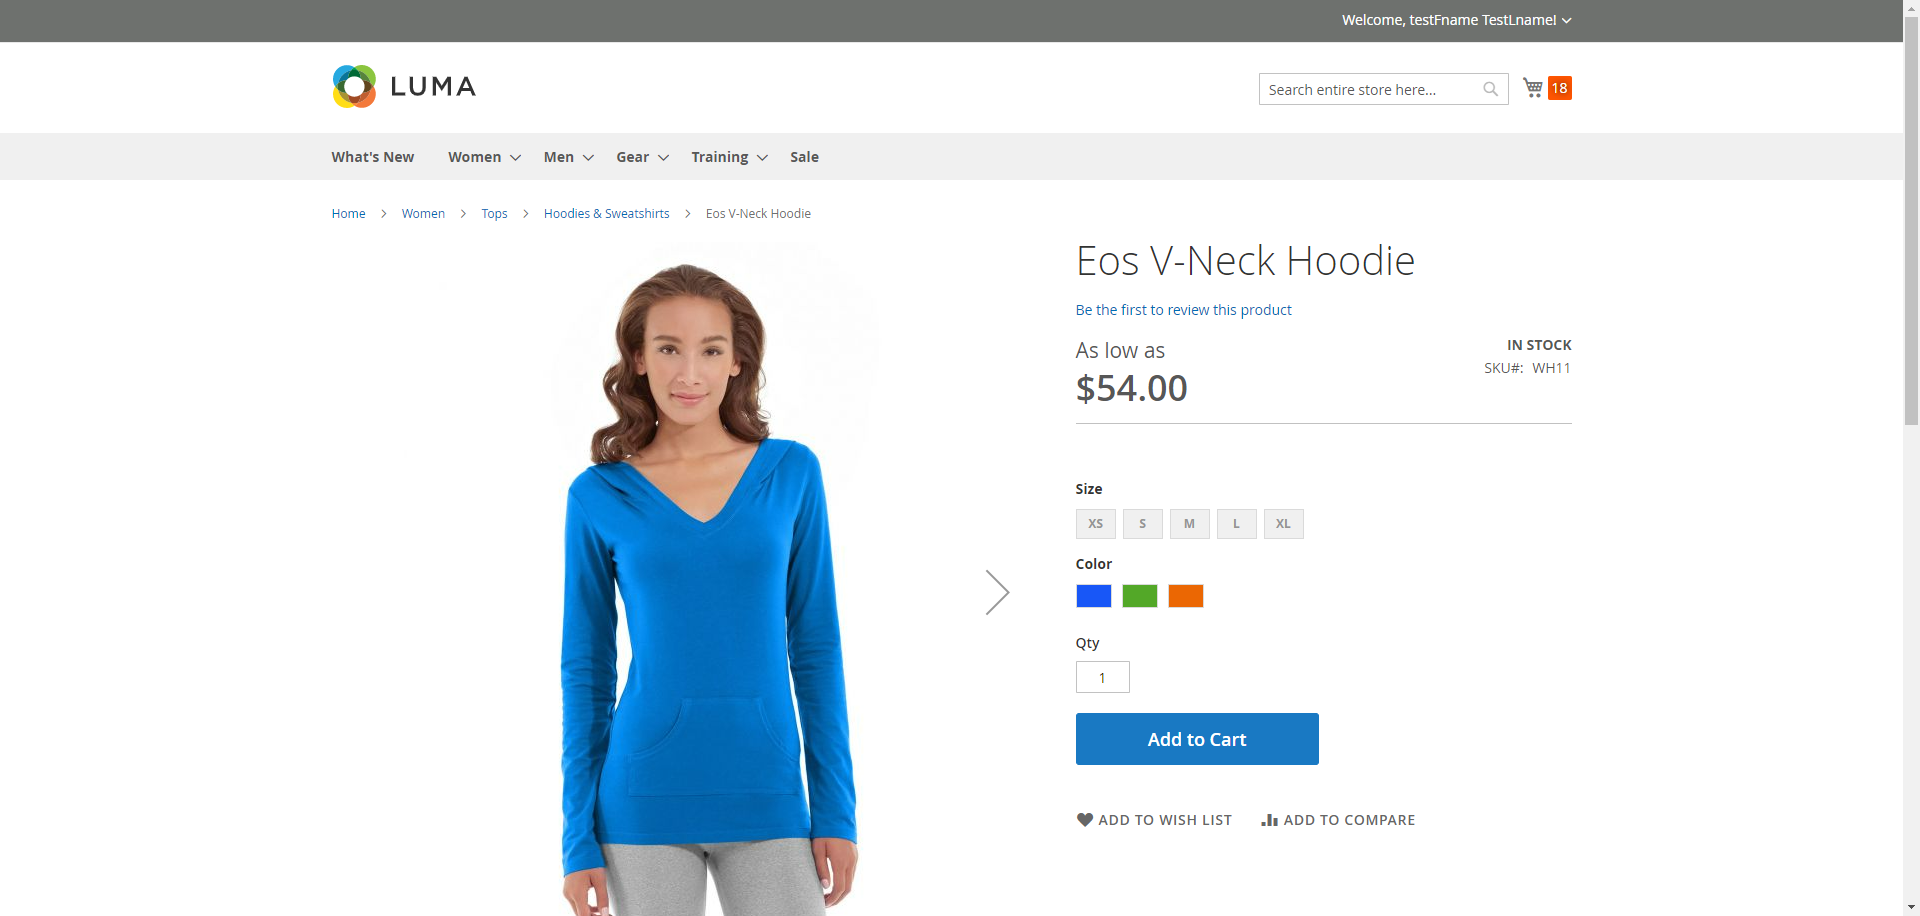 Welcome, testFname TestLname!
LUMA
Search entire store here...
18
What's New Women Men Gear Training Sale
Home Women Tops Hoodies & Sweatshirts Eos V-Neck Hoodie
Eos V-Neck Hoodie
Be the first to review this product
As low as
$54.00
IN STOCK
SKU#: WH11
Size
XS S M L XL
Color
Qty
1
Add to Cart
ADD TO WISH LIST ADD TO COMPARE